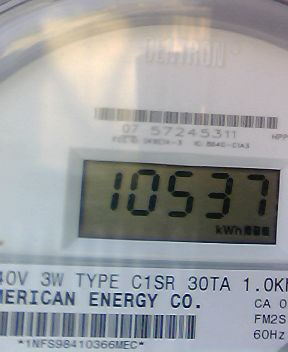 CENTRON
07 57245311
10537
kWh
40V 3W TYPE C1SR 30TA 1.0K
MERICAN ENERGY CO.
CA 0
FM2S
60Hz
*1NFS98410366MEC*